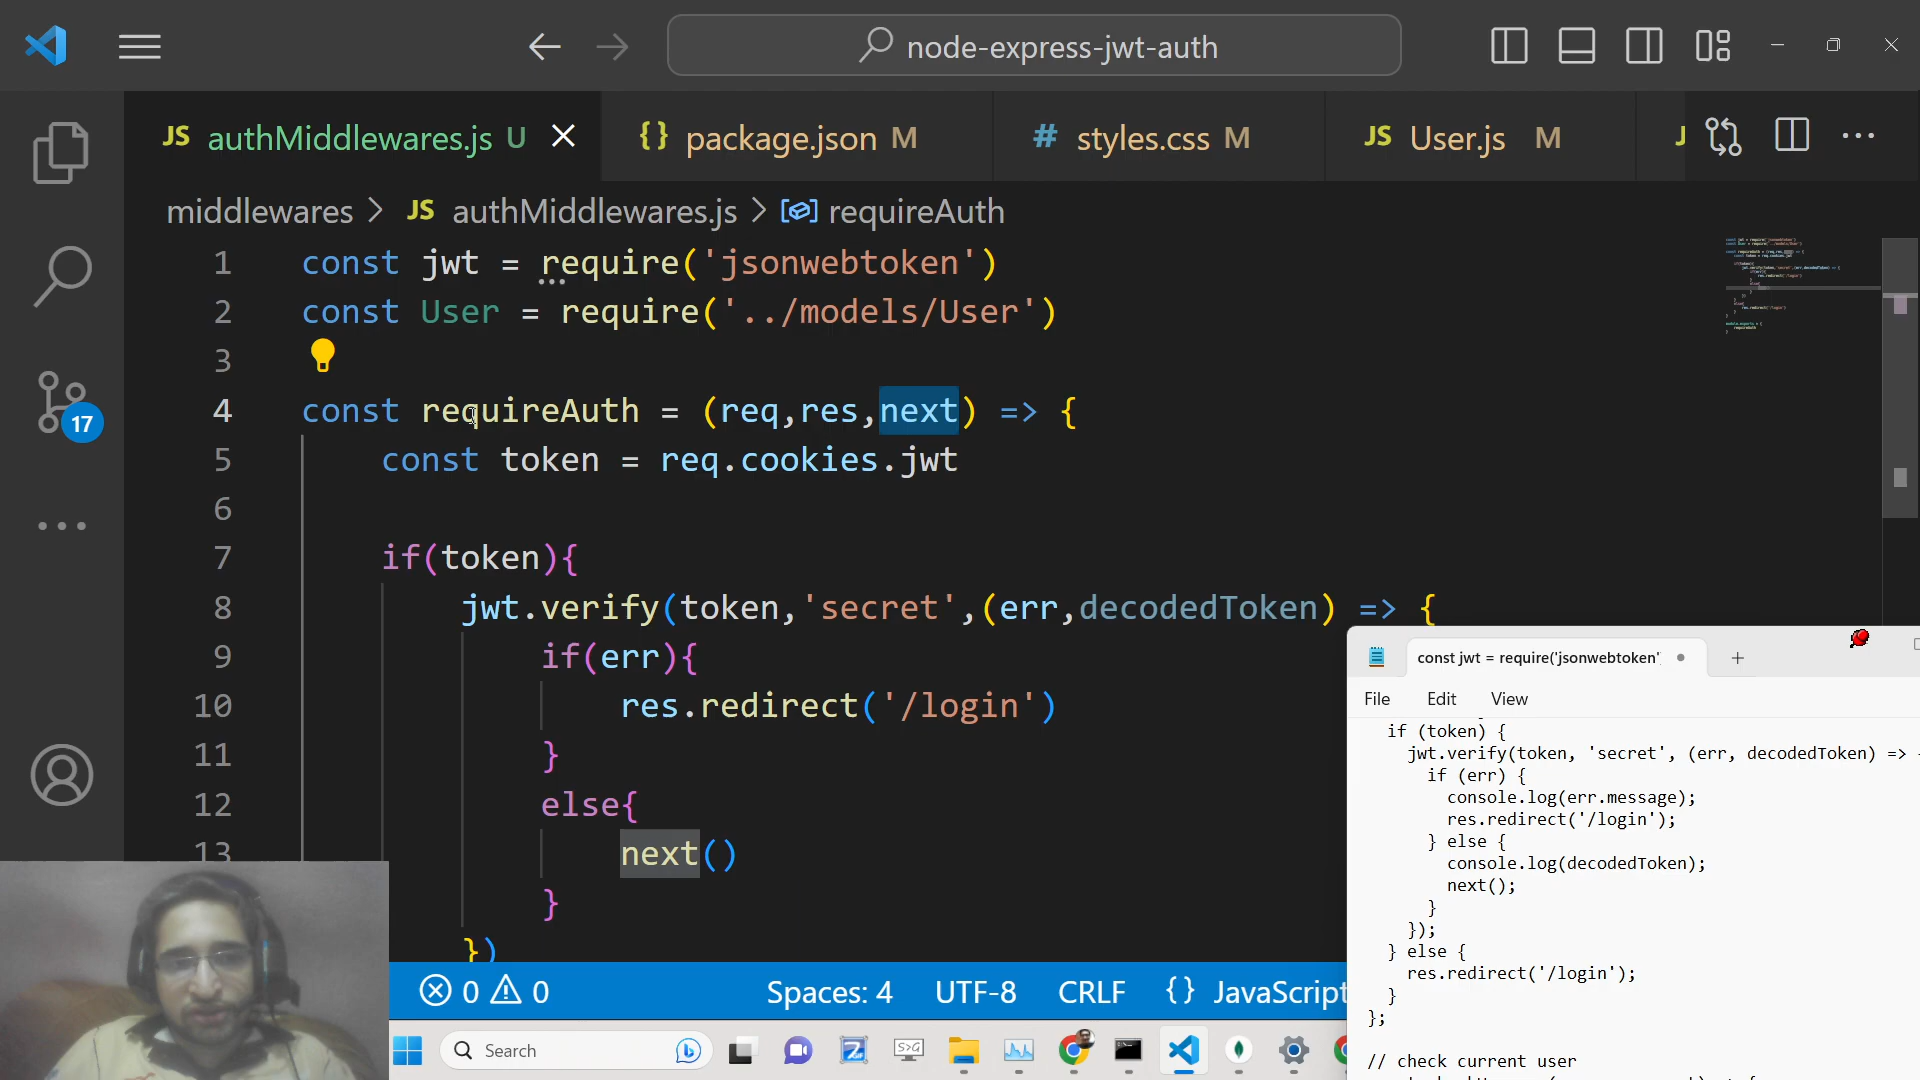 node-express-jwt-auth
JS authMiddlewares.js U
{} package.json M
# styles.css M
JS User.js M
middlewares > JS authMiddlewares.js > requireAuth
1 const jwt = require('jsonwebtoken')
2 const User = require('../models/User')
3
4 const requireAuth = (req,res,next) => {
5 const token = req.cookies.jwt
6
7 if(token){
8 jwt.verify(token,'secret',(err,decodedToken) => {
9 if(err){
10 res.redirect('/login')
11 }
12 else{
13 next()
}
})
17
0 0
Spaces: 4
UTF-8
CRLF
{} JavaScript
Search
const jwt = require('jsonwebtoken'
File Edit View
if (token) {
jwt.verify(token, 'secret', (err, decodedToken) =>
if (err) {
console.log(err.message);
res.redirect('/login');
} else {
console.log(decodedToken);
next();
}
});
} else {
res.redirect('/login');
}
};
// check current user